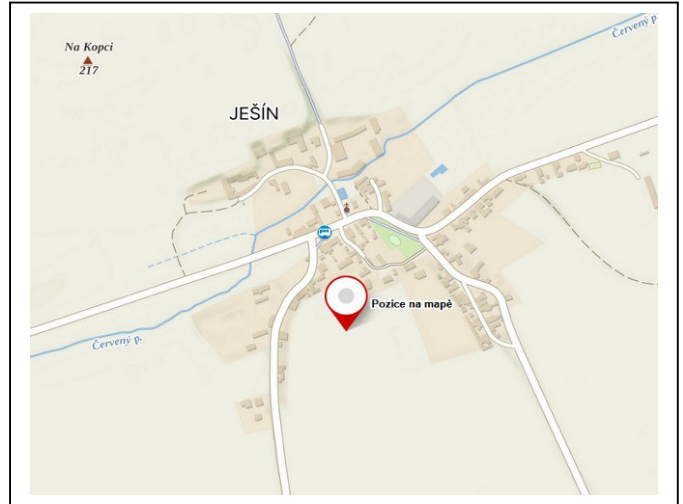 Červený p.
Na Kopci
217
JEŠÍN
Pozice na mapě
Červený p.